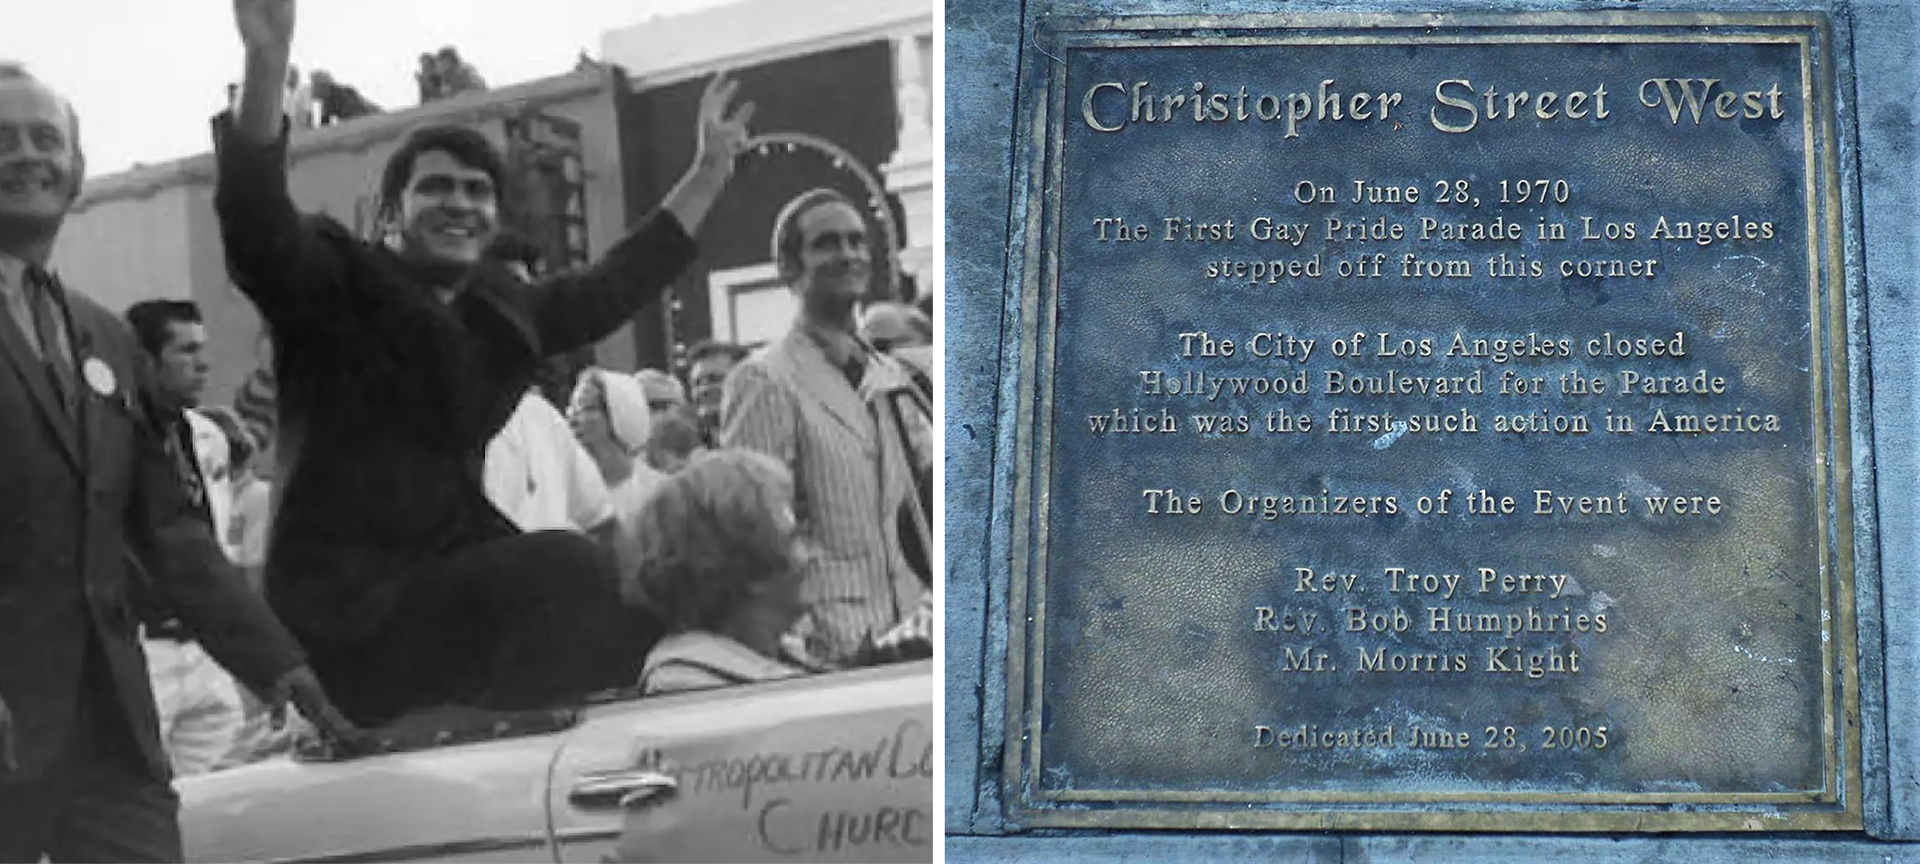 METROPOLITAN CO
CHURC
Christopher Street West
On June 28, 1970
The First Gay Pride Parade in Los Angeles
stepped off from this corner
The City of Los Angeles closed
Hollywood Boulevard for the Parade
which was the first such action in America
The Organizers of the Event were
Rev. Troy Perry
Rev. Bob Humphries
Mr. Morris Kight
Dedicated June 28, 2005